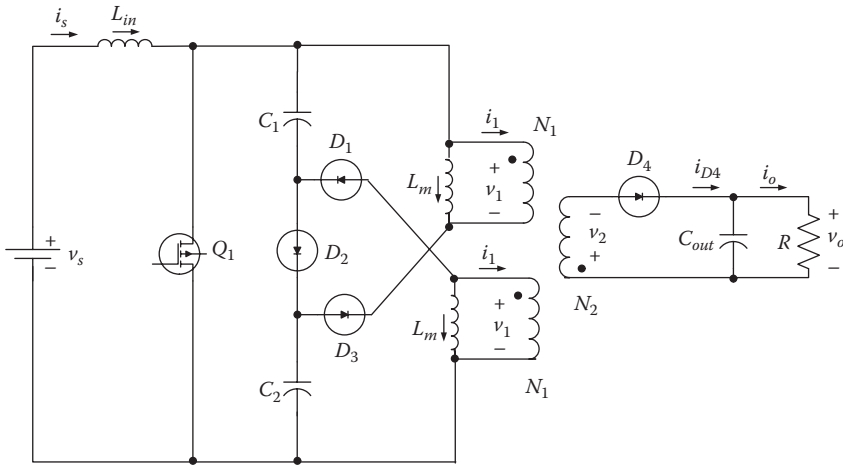 i_s L_in
C_1
D_1
i_1 N_1
L_m + v_1 −
D_4 i_D4 i_o
+ − v_s
Q_1
D_2
− v_2 +
C_out R + v_o −
i_1
N_2
D_3
L_m + v_1 −
C_2
N_1